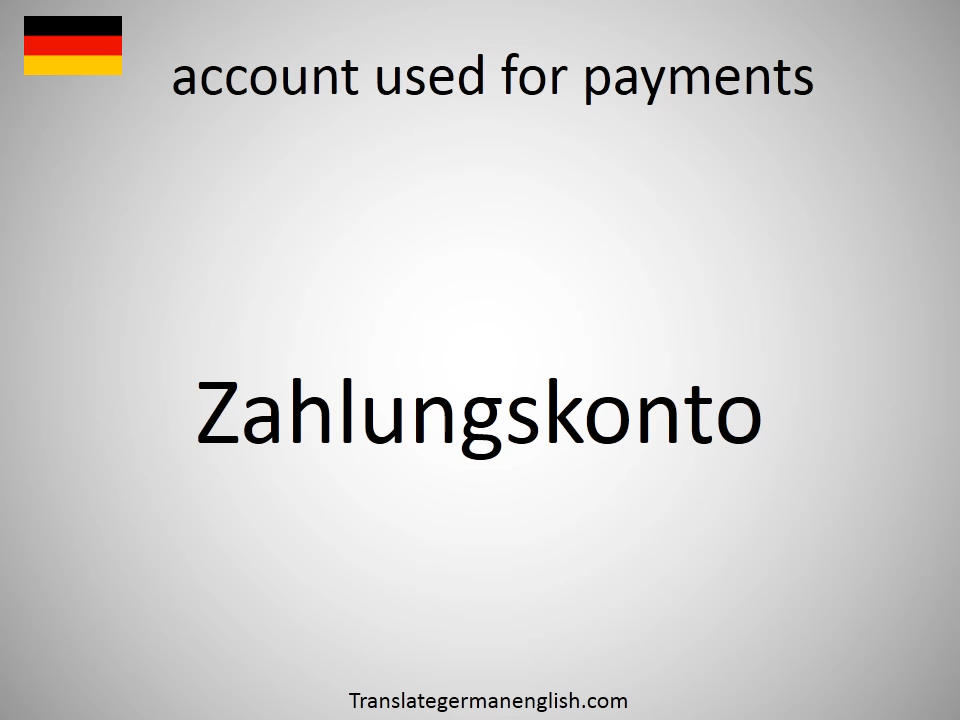 account used for payments
Zahlungskonto
Translategermanenglish.com